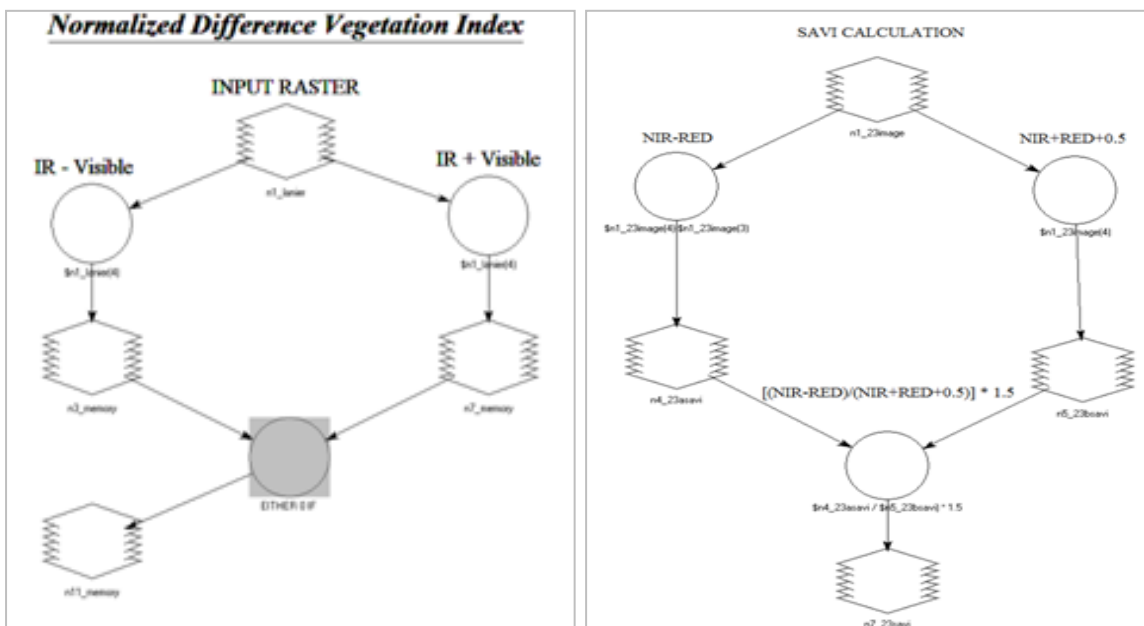 Normalized Difference Vegetation Index
INPUT RASTER
IR - Visible
IR + Visible
n1_lanier
$n1_lanier(4)
$n1_lanier(4)
n3_memory
n7_memory
EITHER 0 IF
n11_memory
SAVI CALCULATION
n1_23image
NIR-RED
NIR+RED+0.5
$n1_23image(4)
$n1_23image(3)
$n1_23image(4)
n4_23asavi
[(NIR-RED)/(NIR+RED+0.5)] * 1.5
n5_23bsavi
$n4_23asavi / $n5_23bsavi) * 1.5
n7_23savi